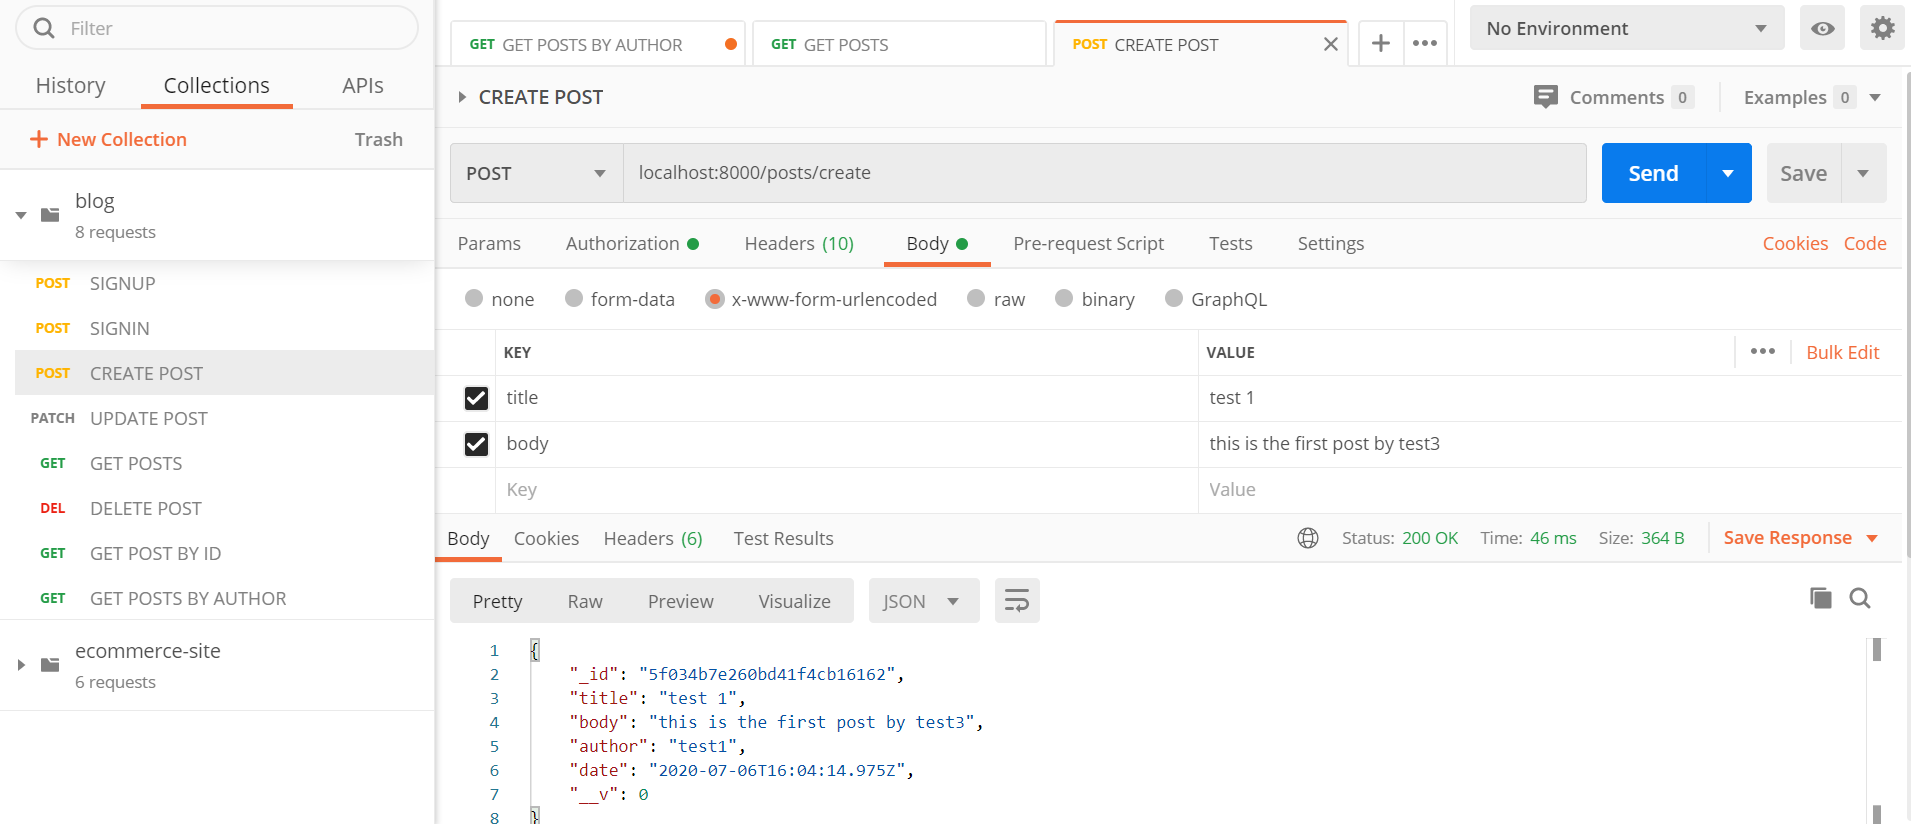 Filter
History Collections APIs
+ New Collection Trash
blog
8 requests
POST SIGNUP
POST SIGNIN
POST CREATE POST
PATCH UPDATE POST
GET GET POSTS
DEL DELETE POST
GET GET POST BY ID
GET GET POSTS BY AUTHOR
ecommerce-site
6 requests
GET GET POSTS BY AUTHOR GET GET POSTS POST CREATE POST No Environment
CREATE POST Comments 0 Examples 0
POST localhost:8000/posts/create Send Save
Params Authorization Headers (10) Body Pre-request Script Tests Settings Cookies Code
none form-data x-www-form-urlencoded raw binary GraphQL
KEY VALUE Bulk Edit
title test 1
body this is the first post by test3
Key Value
Body Cookies Headers (6) Test Results Status: 200 OK Time: 46 ms Size: 364 B Save Response
Pretty Raw Preview Visualize JSON
1 {
2 "_id": "5f034b7e260bd41f4cb16162",
3 "title": "test 1",
4 "body": "this is the first post by test3",
5 "author": "test1",
6 "date": "2020-07-06T16:04:14.975Z",
7 "__v": 0
8 }